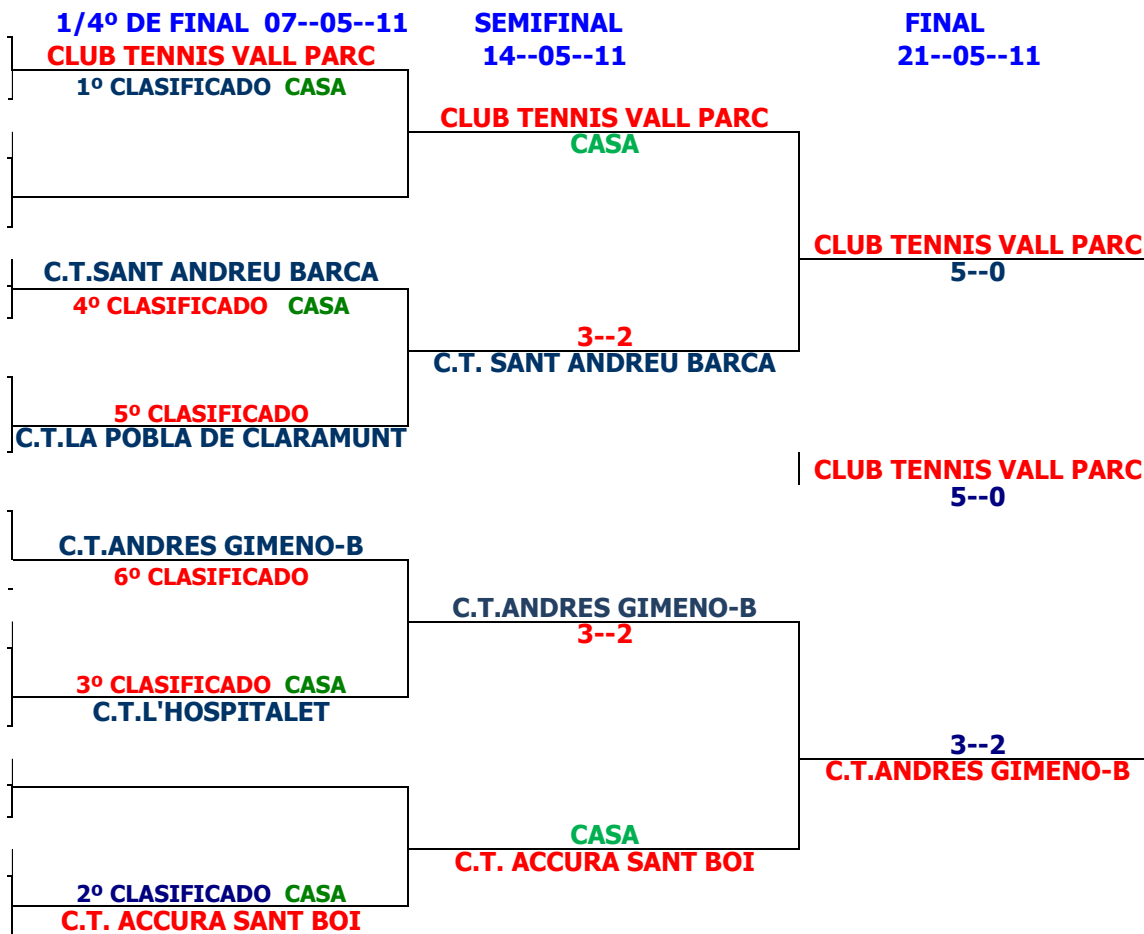 1/4º DE FINAL 07--05--11 SEMIFINAL FINAL
CLUB TENNIS VALL PARC 14--05--11 21--05--11
1º CLASIFICADO CASA
CLUB TENNIS VALL PARC
CASA
CLUB TENNIS VALL PARC
C.T.SANT ANDREU BARCA 5--0
4º CLASIFICADO CASA
3--2
C.T. SANT ANDREU BARCA
5º CLASIFICADO
C.T.LA POBLA DE CLARAMUNT
CLUB TENNIS VALL PARC
5--0
C.T.ANDRES GIMENO-B
6º CLASIFICADO
C.T.ANDRES GIMENO-B
3--2
3º CLASIFICADO CASA
C.T.L'HOSPITALET
3--2
C.T.ANDRES GIMENO-B
CASA
C.T. ACCURA SANT BOI
2º CLASIFICADO CASA
C.T. ACCURA SANT BOI